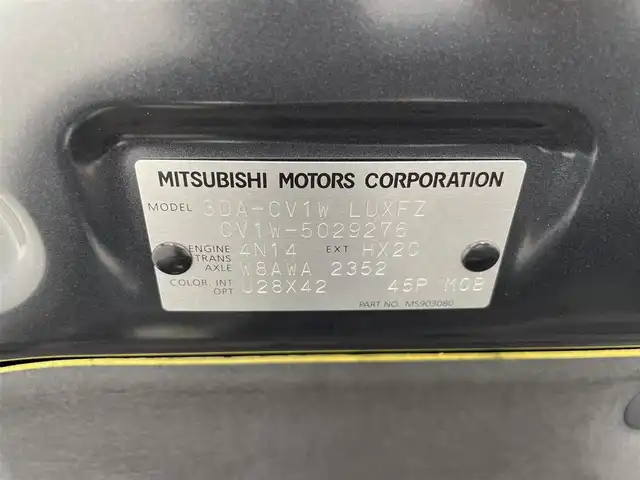 MITSUBISHI MOTORS CORPORATION
MODEL 3DA-CV1W LUXFZ
CV1W-5029276
ENGINE 4N14 EXT HX2G
TRANS AXLE W8AWA 2352
COLOR, INT OPT U28X42 45P MCB
PART NO. MS903080